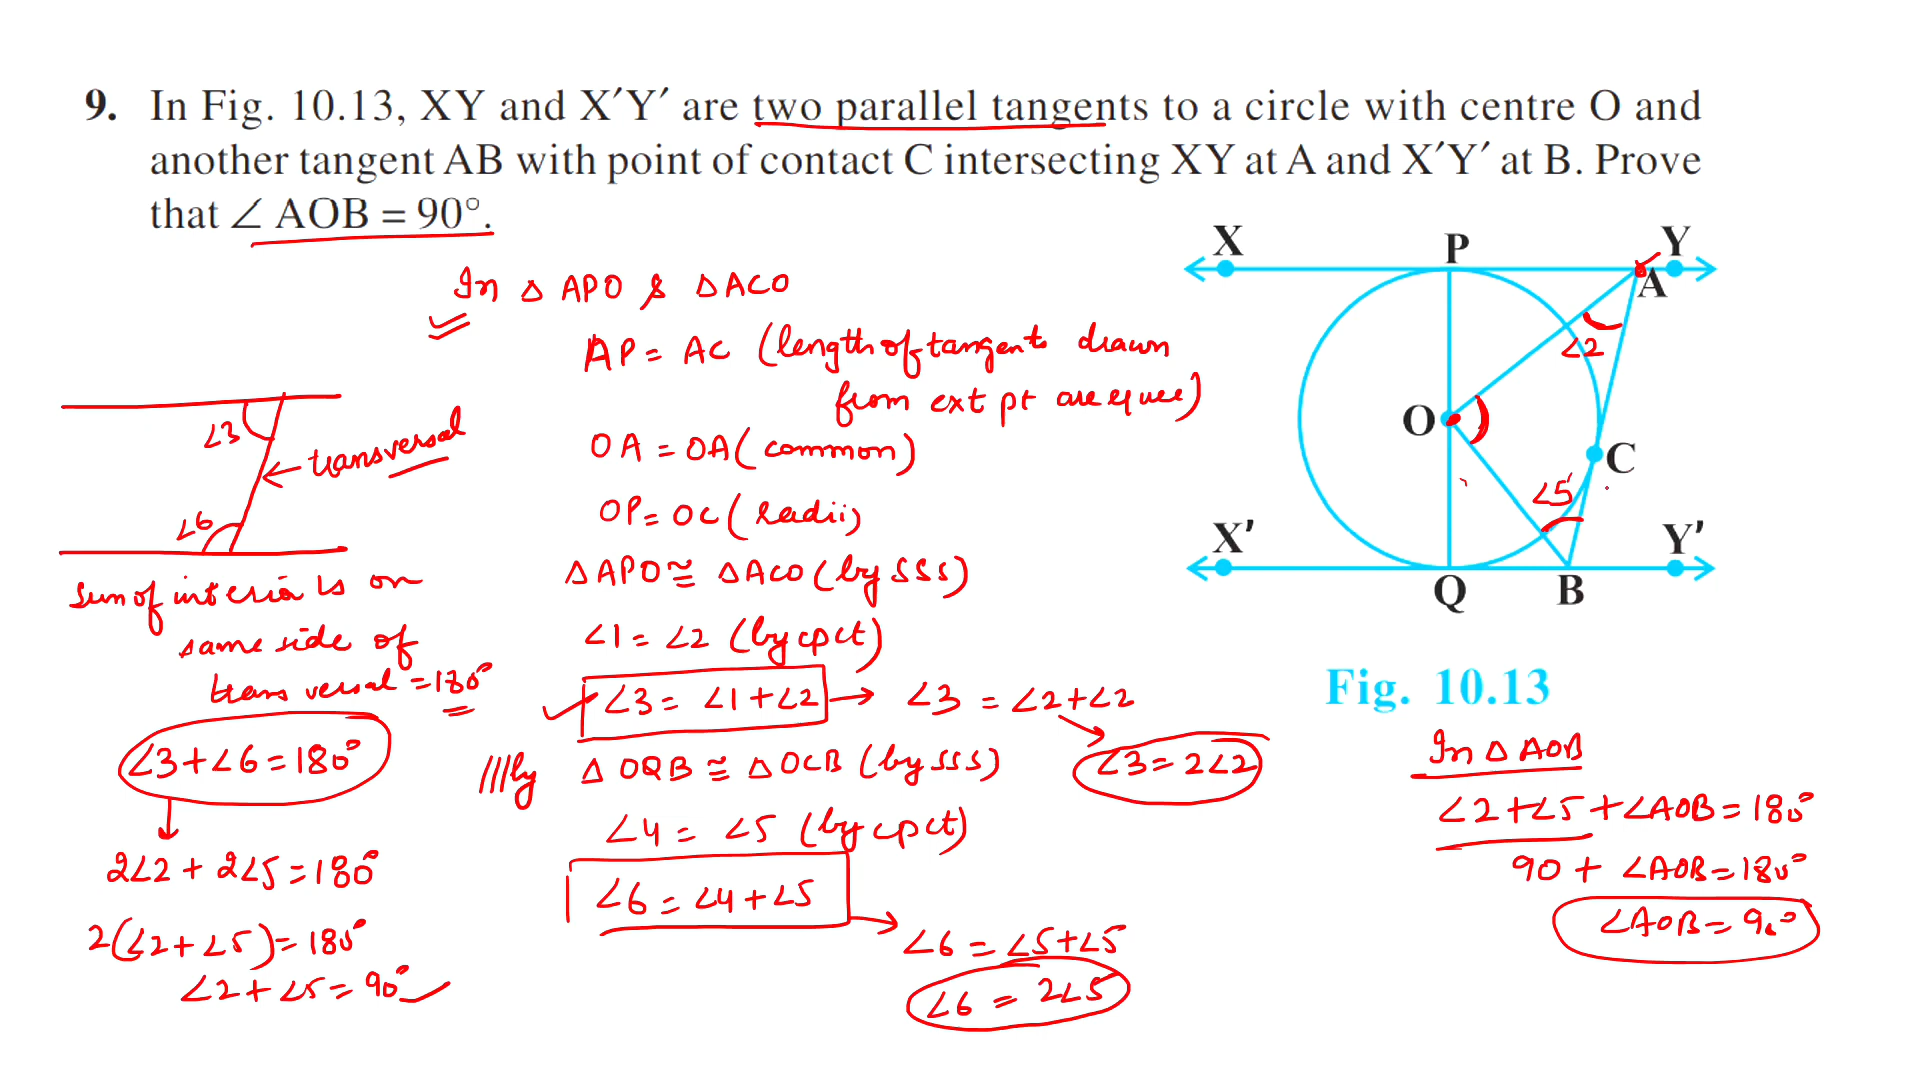 9. In Fig. 10.13, XY and X′Y′ are two parallel tangents to a circle with centre O and
another tangent AB with point of contact C intersecting XY at A and X′Y′ at B. Prove
that ∠ AOB = 90°.
X P Y
A
O
C
X' Y'
Q B
∠2
∠5
Fig. 10.13
In △ APO & △ACO
AP = AC (length of tangents drawn
from ext pt are equal)
OA = OA (common)
OP = OC (radii)
△APO ≅ △ACO (by SSS)
∠1 = ∠2 (by cpct)
∠3 = ∠1 + ∠2 → ∠3 = ∠2 + ∠2
∠3 = 2∠2
///ly △ OQB ≅ △OCB (by SSS)
∠4 = ∠5 (by cpct)
∠6 = ∠4 + ∠5
∠6 = ∠5 + ∠5
∠6 = 2∠5
∠3
← transversal
∠6
Sum of interior ∠s on
same side of
transversal = 180°
∠3 + ∠6 = 180°
2∠2 + 2∠5 = 180°
2(∠2 + ∠5) = 180°
∠2 + ∠5 = 90°
In △ AOB
∠2 + ∠5 + ∠AOB = 180°
90 + ∠AOB = 180°
∠AOB = 90°